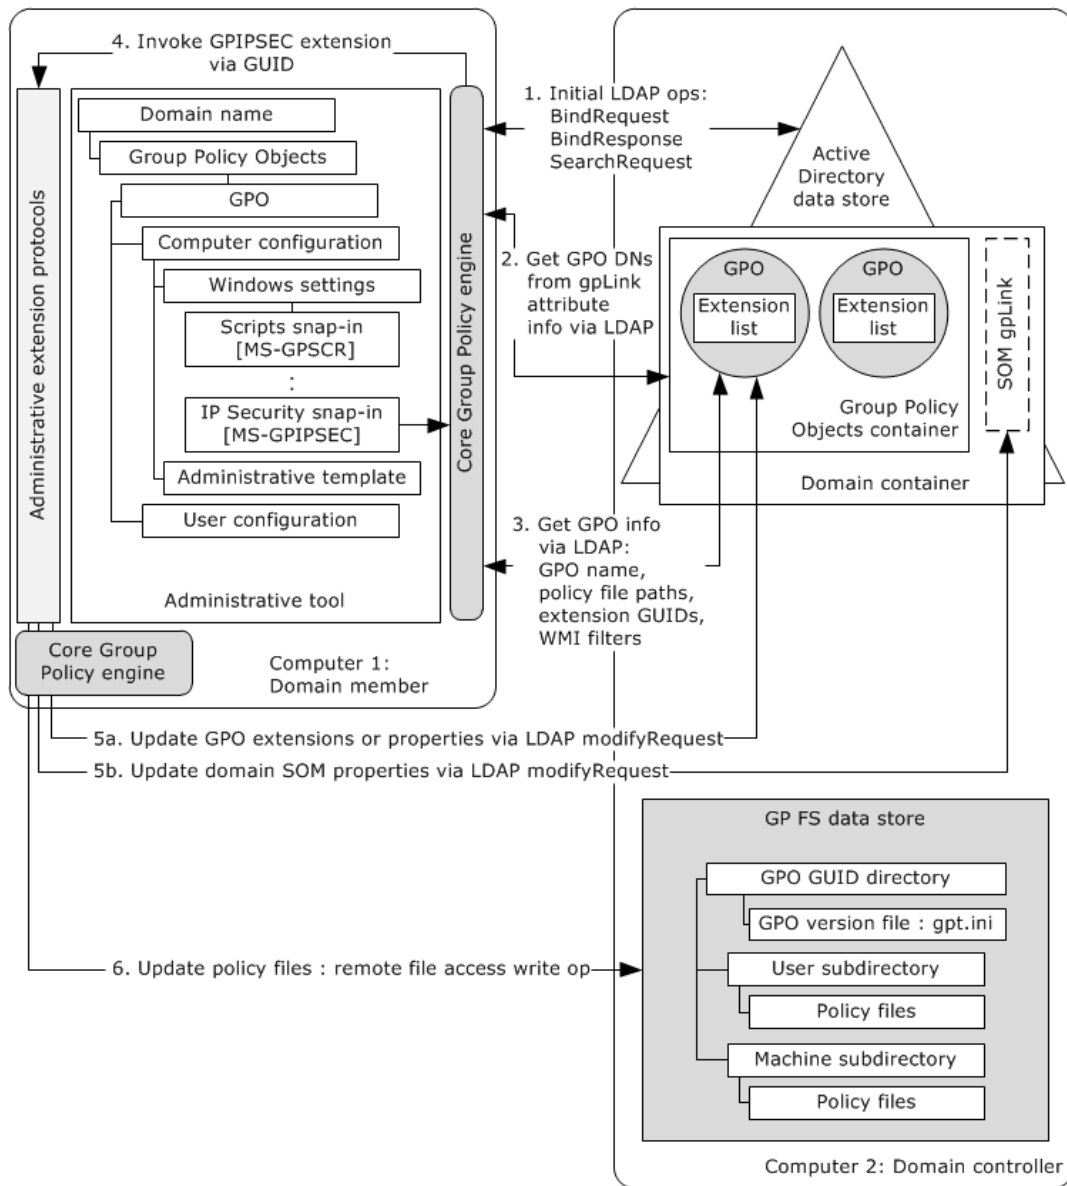 4. Invoke GPIPSEC extension
via GUID
Administrative extension protocols
Domain name
Group Policy Objects
GPO
Computer configuration
Windows settings
Scripts snap-in
[MS-GPSCR]
:
IP Security snap-in
[MS-GPIPSEC]
Administrative template
User configuration
Administrative tool
Core Group Policy engine
Core Group
Policy engine
Computer 1:
Domain member
1. Initial LDAP ops:
BindRequest
BindResponse
SearchRequest
2. Get GPO DNs
from gpLink
attribute
info via LDAP
3. Get GPO info
via LDAP:
GPO name,
policy file paths,
extension GUIDs,
WMI filters
Active
Directory
data store
GPO
Extension
list
GPO
Extension
list
SOM gpLink
Group Policy
Objects container
Domain container
5a. Update GPO extensions or properties via LDAP modifyRequest
5b. Update domain SOM properties via LDAP modifyRequest
GP FS data store
GPO GUID directory
GPO version file : gpt.ini
6. Update policy files : remote file access write op
User subdirectory
Policy files
Machine subdirectory
Policy files
Computer 2: Domain controller